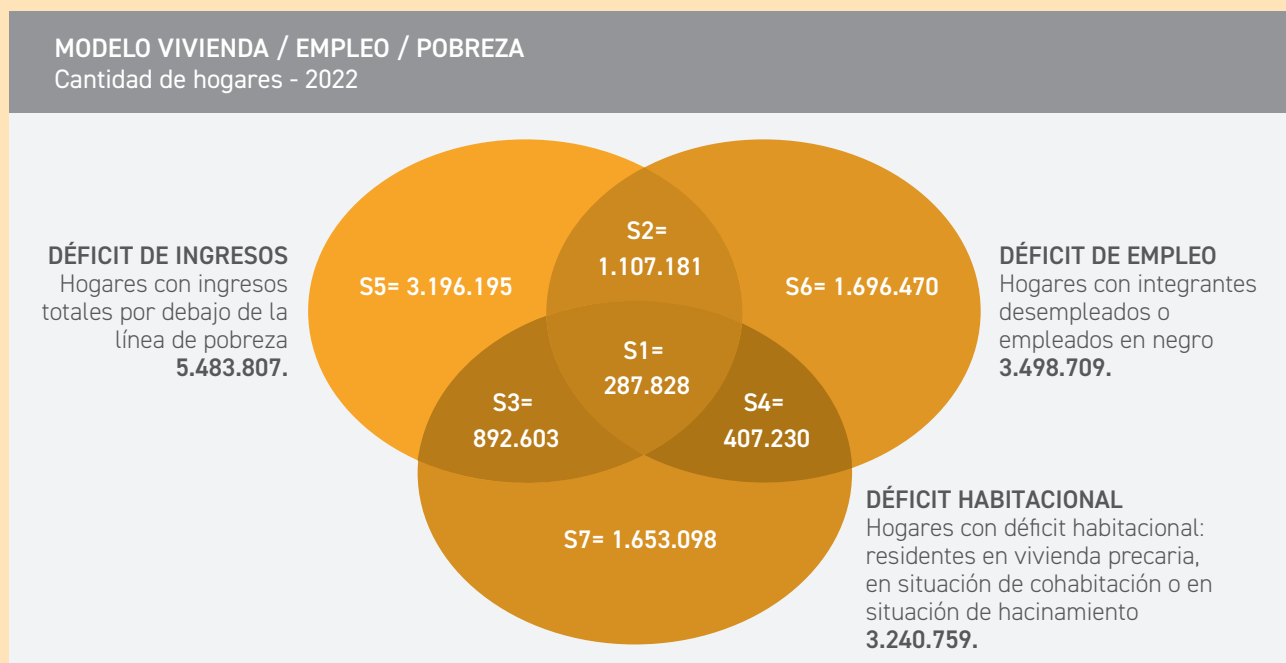 MODELO VIVIENDA / EMPLEO / POBREZA
Cantidad de hogares - 2022
DÉFICIT DE INGRESOS
Hogares con ingresos
totales por debajo de la
línea de pobreza
5.483.807.
S5= 3.196.195
S2=
1.107.181
S6= 1.696.470
S1=
287.828
S3=
892.603
S4=
407.230
S7= 1.653.098
DÉFICIT DE EMPLEO
Hogares con integrantes
desempleados o
empleados en negro
3.498.709.
DÉFICIT HABITACIONAL
Hogares con déficit habitacional:
residentes en vivienda precaria,
en situación de cohabitación o en
situación de hacinamiento
3.240.759.